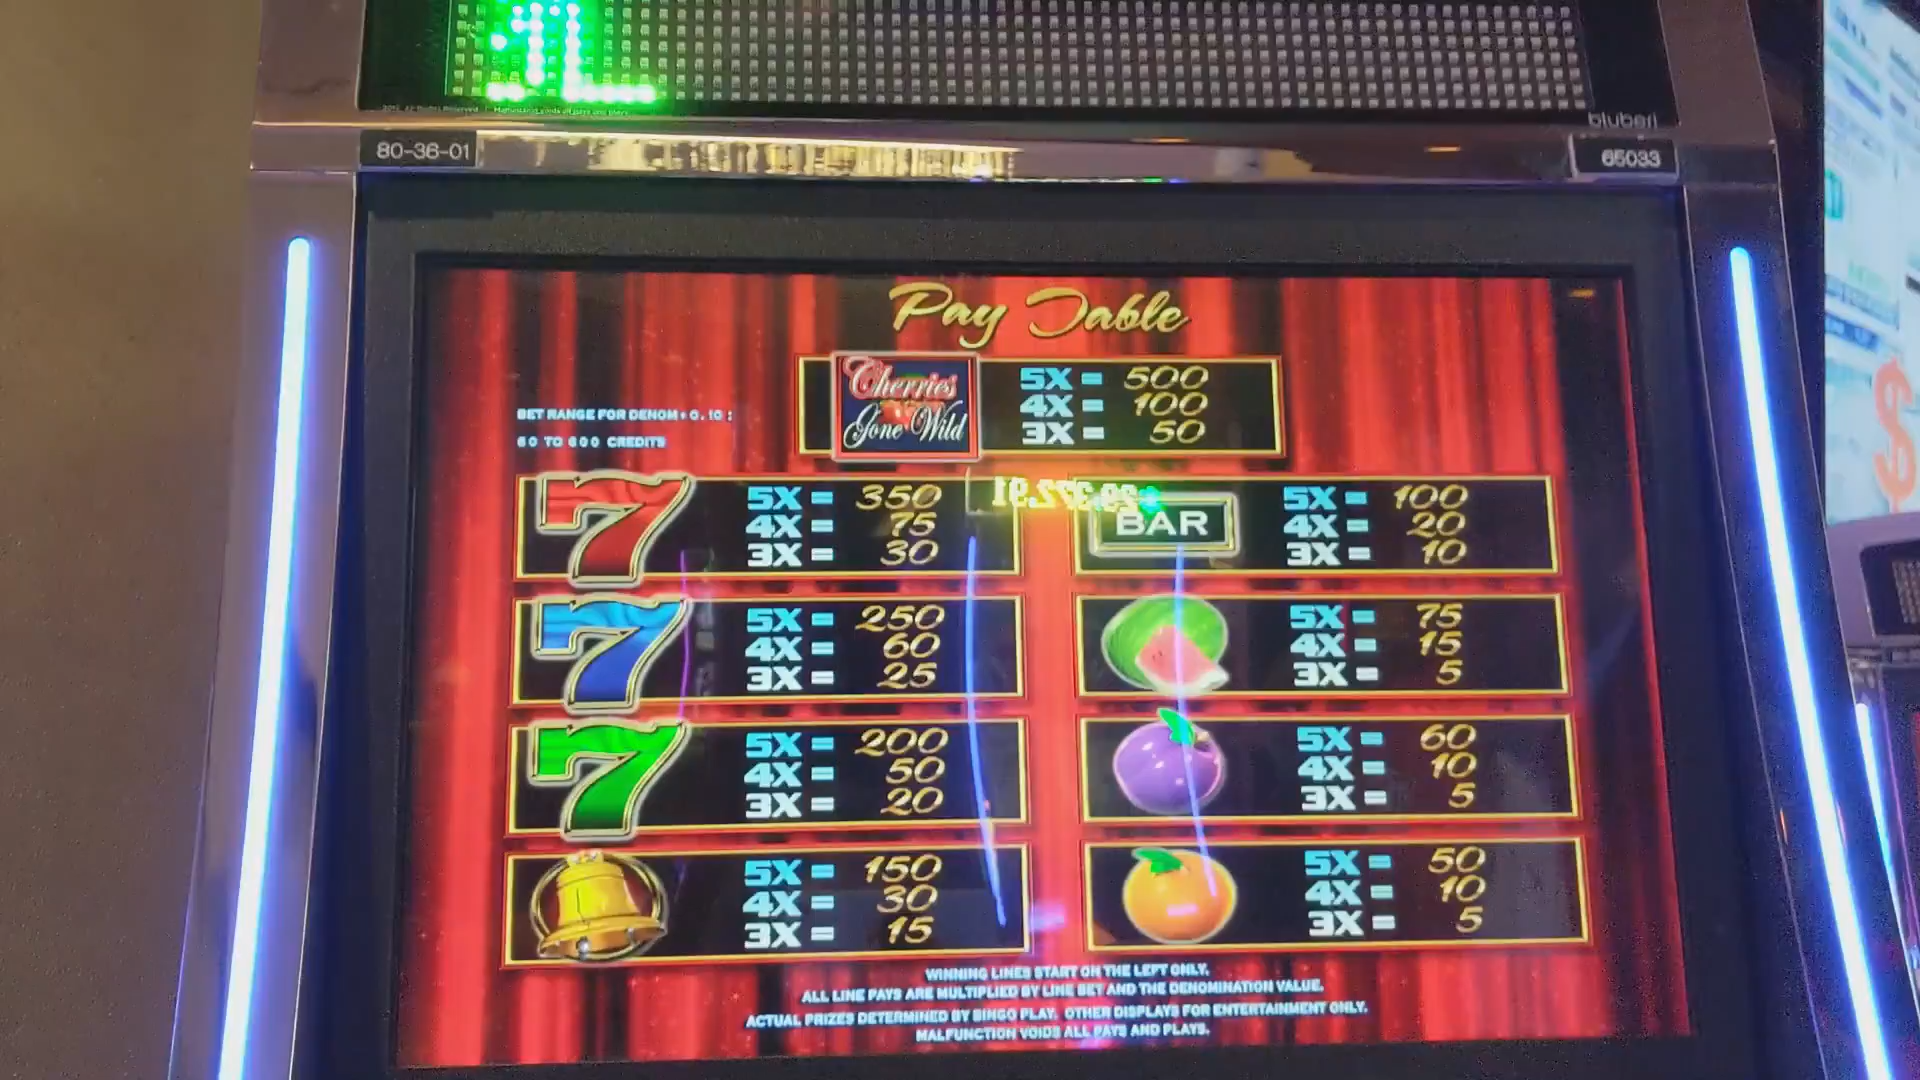 bluberi
80-36-01
65033
Pay Table
Cherries
Gone Wild
5X = 500
4X = 100
3X = 50
BET RANGE FOR DENOM 0.10 :
60 TO 600 CREDITS
5X = 350
4X = 75
3X = 30
BAR
5X = 100
4X = 20
3X = 10
5X = 250
4X = 60
3X = 25
5X = 75
4X = 15
3X = 5
5X = 200
4X = 50
3X = 20
5X = 60
4X = 10
3X = 5
5X = 150
4X = 30
3X = 15
5X = 50
4X = 10
3X = 5
WINNING LINES START ON THE LEFT ONLY.
ALL LINE PAYS ARE MULTIPLIED BY LINE BET AND THE DENOMINATION VALUE.
ACTUAL PRIZES DETERMINED BY BINGO PLAY. OTHER DISPLAYS FOR ENTERTAINMENT ONLY.
MALFUNCTION VOIDS ALL PAYS AND PLAYS.